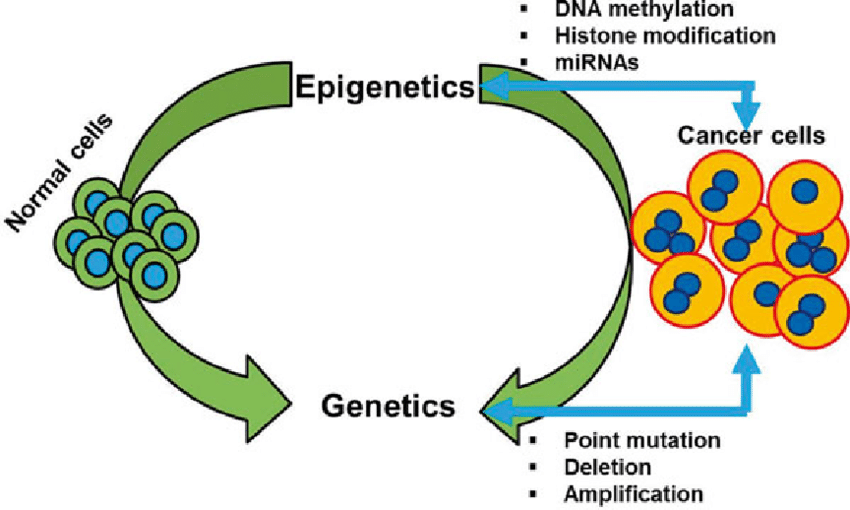 ▪ DNA methylation
▪ Histone modification
▪ miRNAs
Epigenetics
Cancer cells
Normal cells
Genetics
▪ Point mutation
▪ Deletion
▪ Amplification